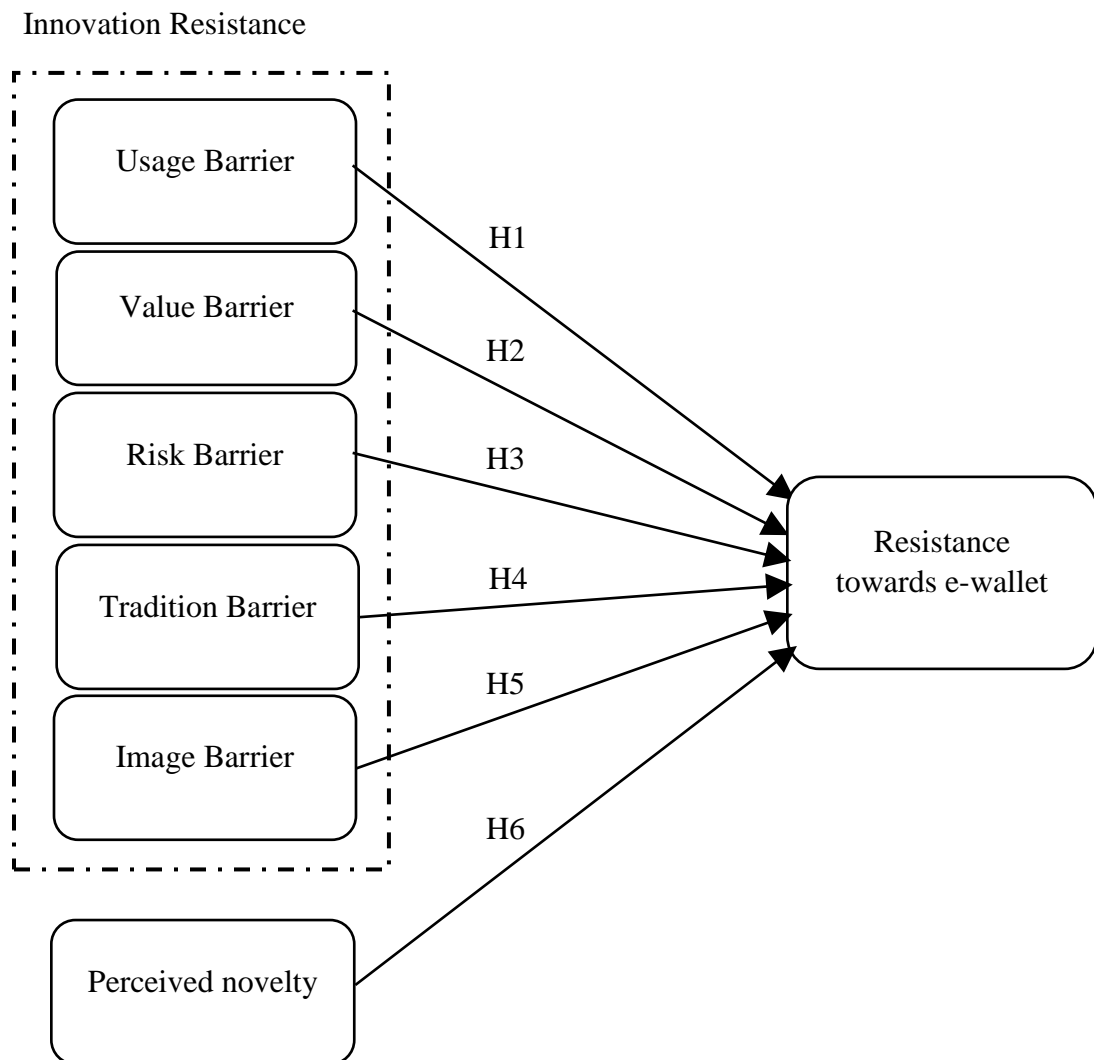 Innovation Resistance
Usage Barrier
H1
Value Barrier
H2
Risk Barrier
H3
Resistance
towards e-wallet
Tradition Barrier
H4
Image Barrier
H5
H6
Perceived novelty